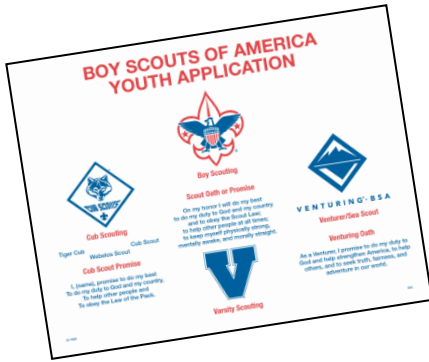 BOY SCOUTS OF AMERICA
YOUTH APPLICATION
Boy Scouting
Scout Oath or Promise
On my honor I will do my best
to do my duty to God and my country
and to obey the Scout Law;
to help other people at all times;
to keep myself physically strong,
mentally awake, and morally straight.
CUB SCOUTS
Cub Scouting
Tiger Cub
Cub Scout
Webelos Scout
Cub Scout Promise
I, (name), promise to do my best
To do my duty to God and my country,
To help other people and
To obey the Law of the Pack.
V
Varsity Scouting
VENTURING · BSA
Venturer/Sea Scout
Venturing Oath
As a Venturer, I promise to do my duty to
God and help strengthen America, to help
others, and to seek truth, fairness, and
adventure in our world.